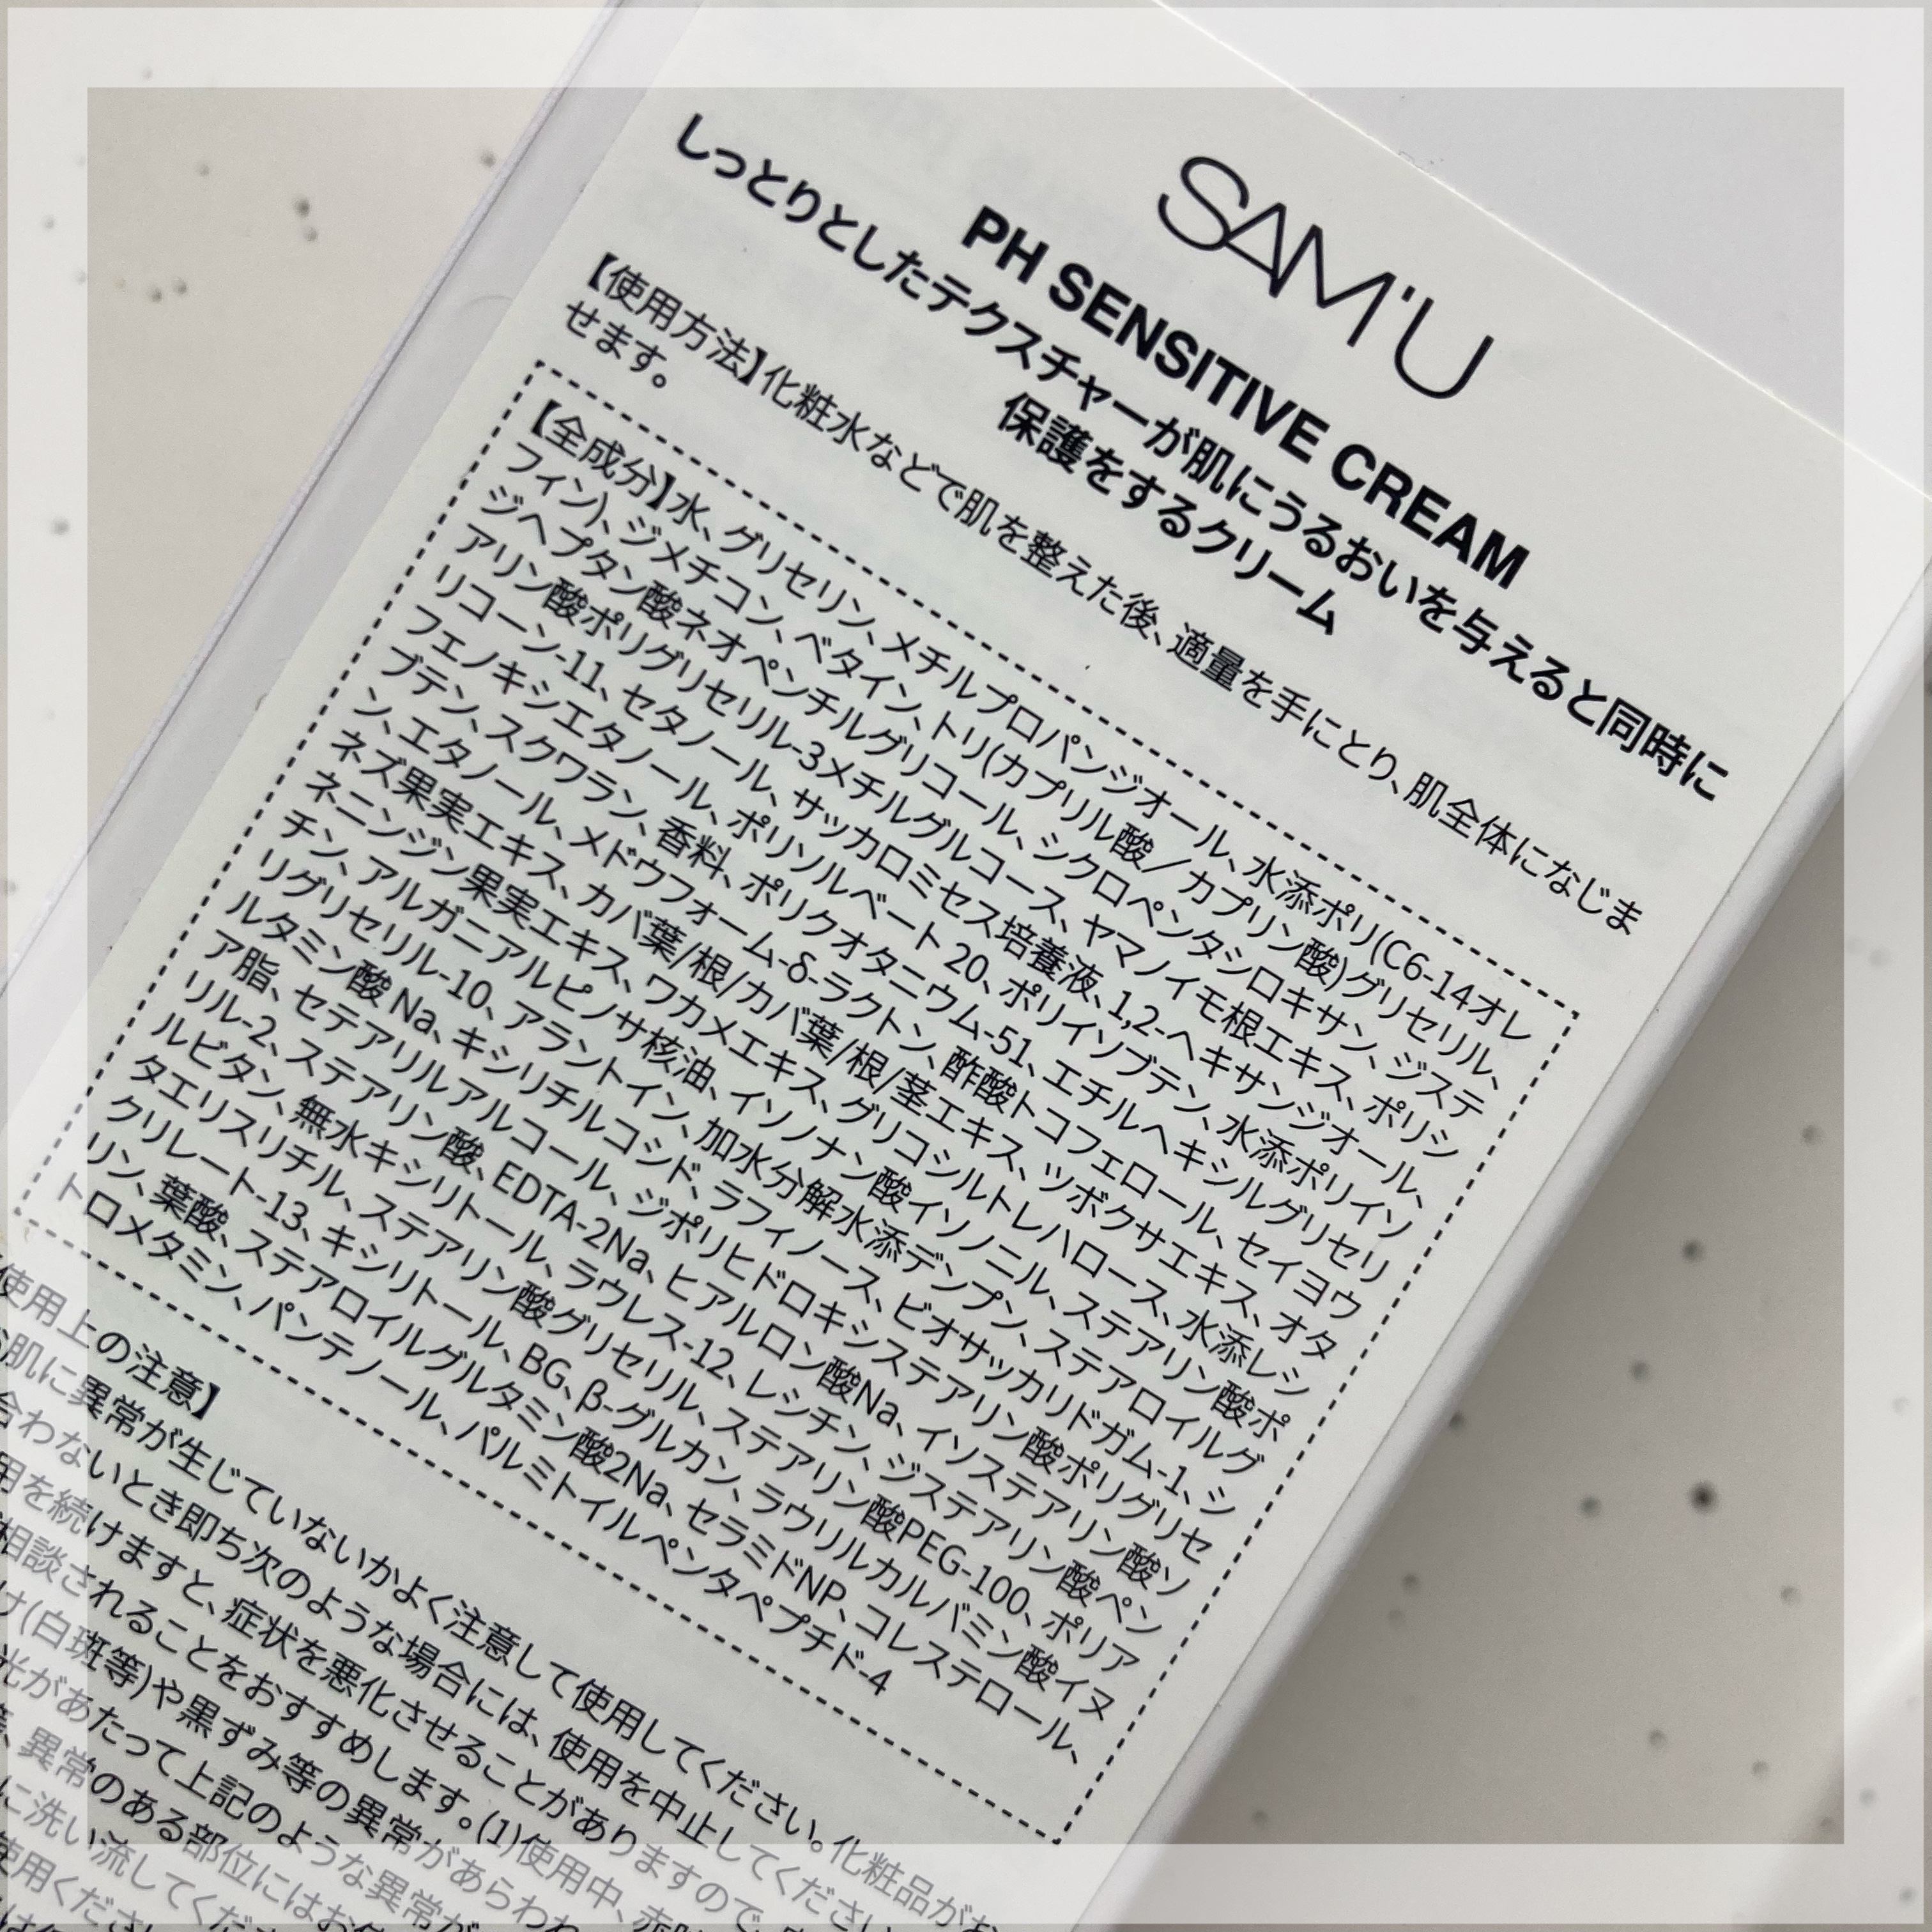 SAM'U
PH SENSITIVE CREAM
しっとりとしたテクスチャーが肌にうるおいを与えると同時に
保護をするクリーム
【使用方法】化粧水などで肌を整えた後、適量を手にとり、肌全体になじま
せます。
【全成分】水、グリセリン、メチルプロパンジオール、水添ポリ(C6-14オレ
フィン)、ジメチコン、ベタイン、トリ(カプリル酸／カプリン酸)グリセリル、
ジヘプタン酸ネオペンチルグリコール、シクロペンタシロキサン、ジステ
アリン酸ポリグリセリル-3メチルグルコース、ヤマノイモ根エキス、ポリシ
リコーン-11、セタノール、サッカロミセス培養液、1,2-ヘキサンジオール、
フェノキシエタノール、ポリソルベート 20、ポリイソブテン、水添ポリイソ
ブテン、スクワラン、香料、ポリクオタニウム-51、エチルヘキシルグリセリ
ン、エタノール、メドウフォーム-δ-ラクトン、酢酸トコフェロール、セイヨウ
ネズ果実エキス、カバ葉/根/カバ葉/根/茎エキス、ツボクサエキス、オタ
ネニンジン果実エキス、ワカメエキス、グリコシルトレハロース、水添レシ
チン、アルガニアルピノサ核油、イソノナン酸イソノニル、ステアリン酸ポ
リグリセリル-10、アラントイン、加水分解水添デンプン、ステアロイルグ
ルタミン酸 Na、キシリチルコシド、ラフィノース、ビオサッカリドガム-1、シ
ア脂、セテアリルアルコール、ジポリヒドロキシステアリン酸ポリグリセ
リル-2、ステアリン酸、EDTA-2Na、ヒアルロン酸Na、イソステアリン酸ソ
ルビタン、無水キシリトール、ラウレス-12、レシチン、ジステアリン酸ペン
タエリスリチル、ステアリン酸グリセリル、ステアリン酸PEG-100、ポリア
クリレート-13、キシリトール、BG、β-グルカン、ラウリルカルバミン酸イヌ
リン、葉酸、ステアロイルグルタミン酸2Na、セラミドNP、コレステロール、
トロメタミン、パンテノール、パルミトイルペンタペプチド-4
使用上の注意】
肌に異常が生じていないかよく注意して使用してください。化粧品がお
合わないとき即ち次のような場合には、使用を中止してください
用を続けますと、症状を悪化させることがありますので、
相談されることをおすすめします。(1)使用中、赤
け(白斑等)や黒ずみ等の異常があらわ
光があたって上記のような異常が
異常のある部位にはお
に洗い流してくだ
使用くださ